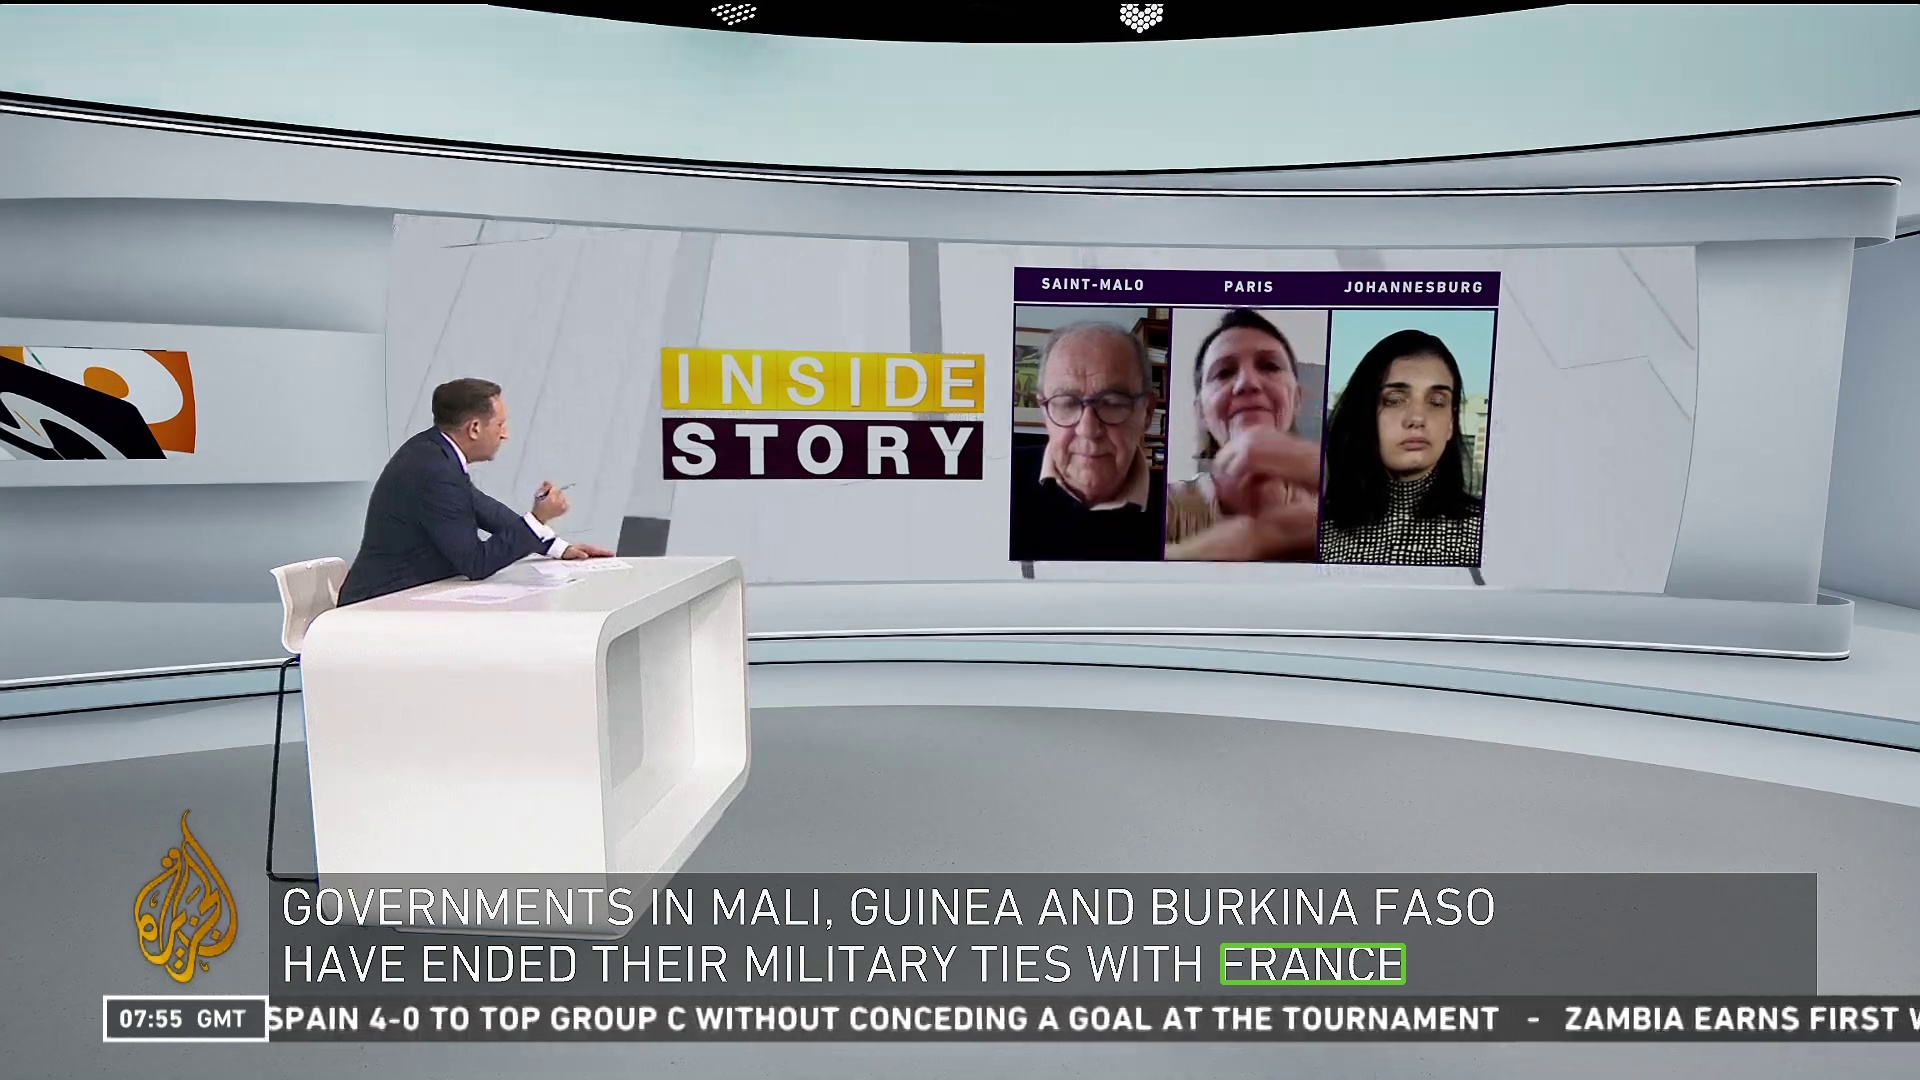 SAINT-MALO PARIS JOHANNESBURG
INSIDE
STORY
GOVERNMENTS IN MALI, GUINEA AND BURKINA FASO
HAVE ENDED THEIR MILITARY TIES WITH FRANCE
07:55 GMT SPAIN 4-0 TO TOP GROUP C WITHOUT CONCEDING A GOAL AT THE TOURNAMENT - ZAMBIA EARNS FIRST